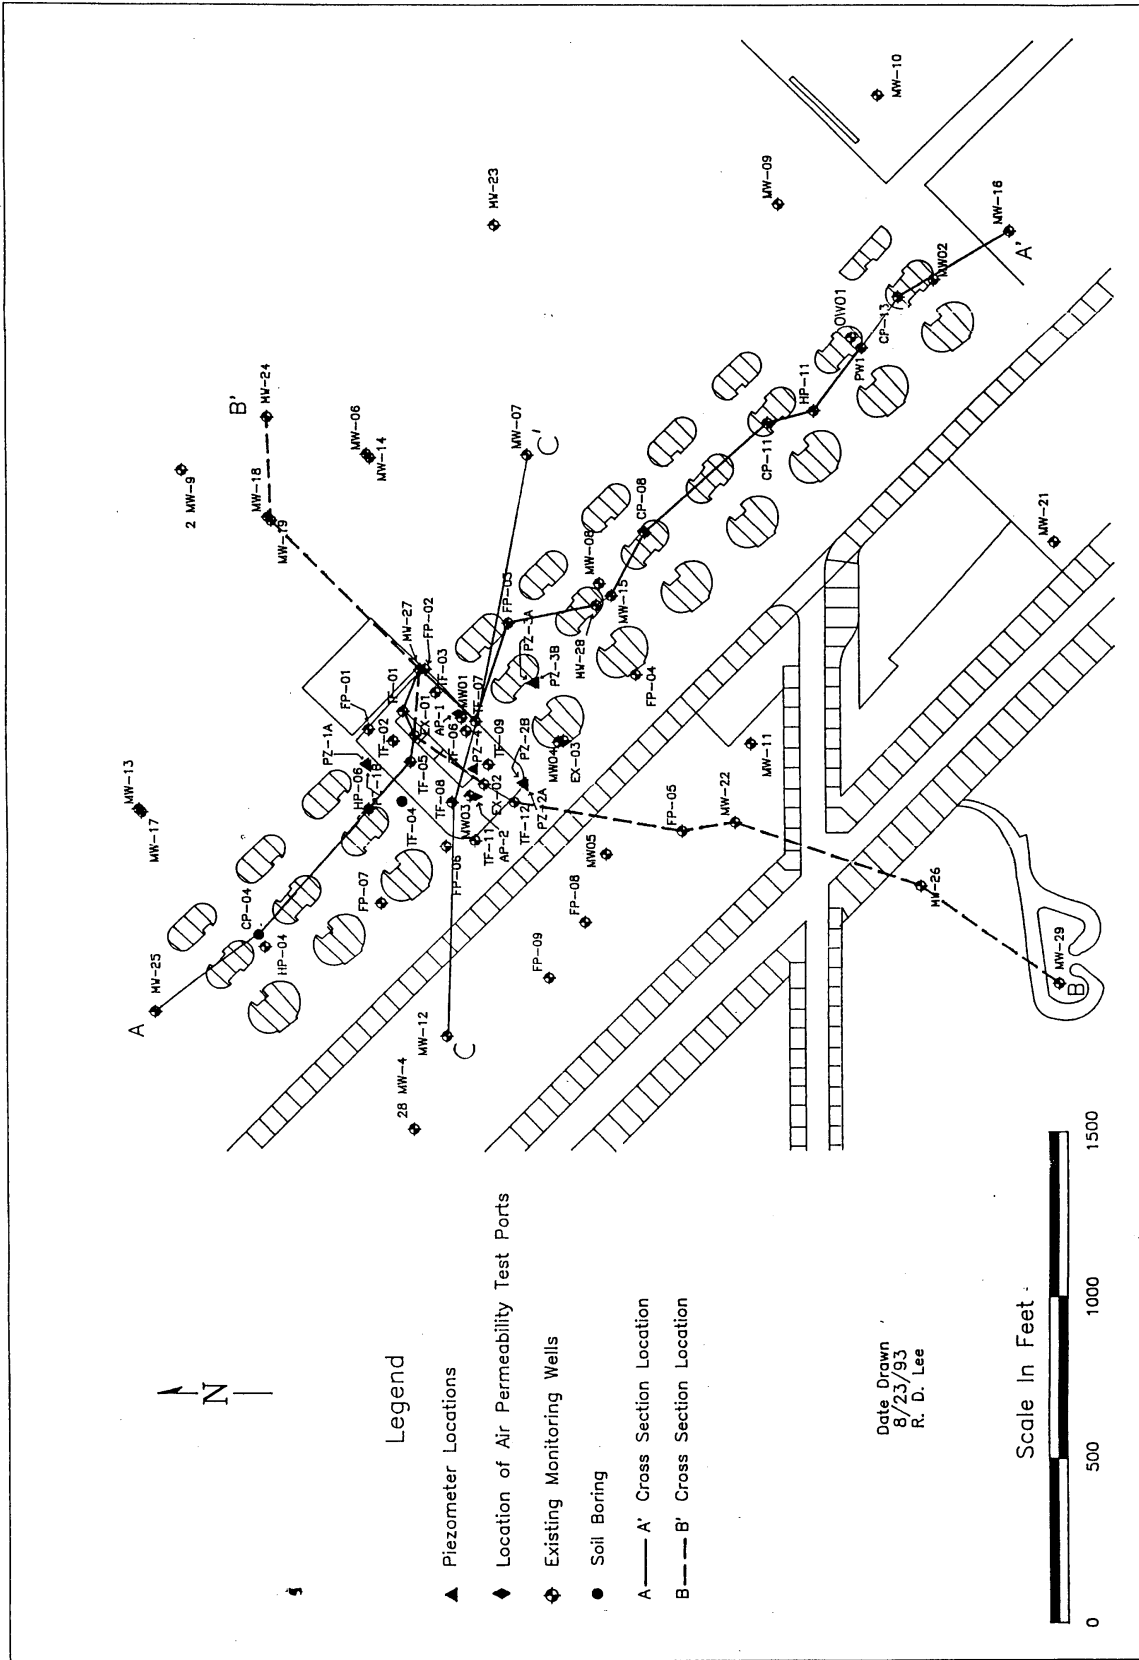 N
Legend
Piezometer Locations
Location of Air Permeability Test Ports
Existing Monitoring Wells
Soil Boring
A A' Cross Section Location
B B' Cross Section Location
Date Drawn
8/23/93
R. D. Lee
Scale In Feet
0 500 1000 1500
A
MW-25
CP-04
HP-04
MW-17
MW-13
2 MW-9
MW-18
MW-19
MW-24
B'
MW-06
MW-14
MW-23
MW-07
C'
MW-09
MW-10
MW-16
A'
MW02
CP-13
OW01
PW1
HP-11
CP-11
CP-08
MW-08
MW-15
MW-28
FP-03
PZ-3A
PZ-3B
FP-04
MW-27
FP-02
TF-03
TF-01
FP-01
PZ-1A
PZ-1B
TF-02
HP-06
EX-01
AP-1
MW01
TF-07
TF-06
PZ-4
TF-09
TF-05
TF-04
TF-08
MW03
EX-02
AP-2
TF-11
TF-12
PZ-2A
PZ-2B
MW04
EX-03
FP-06
FP-07
MW-12
C
28 MW-4
FP-09
FP-08
MW05
FP-05
MW-22
MW-11
MW-21
MW-26
MW-29
B